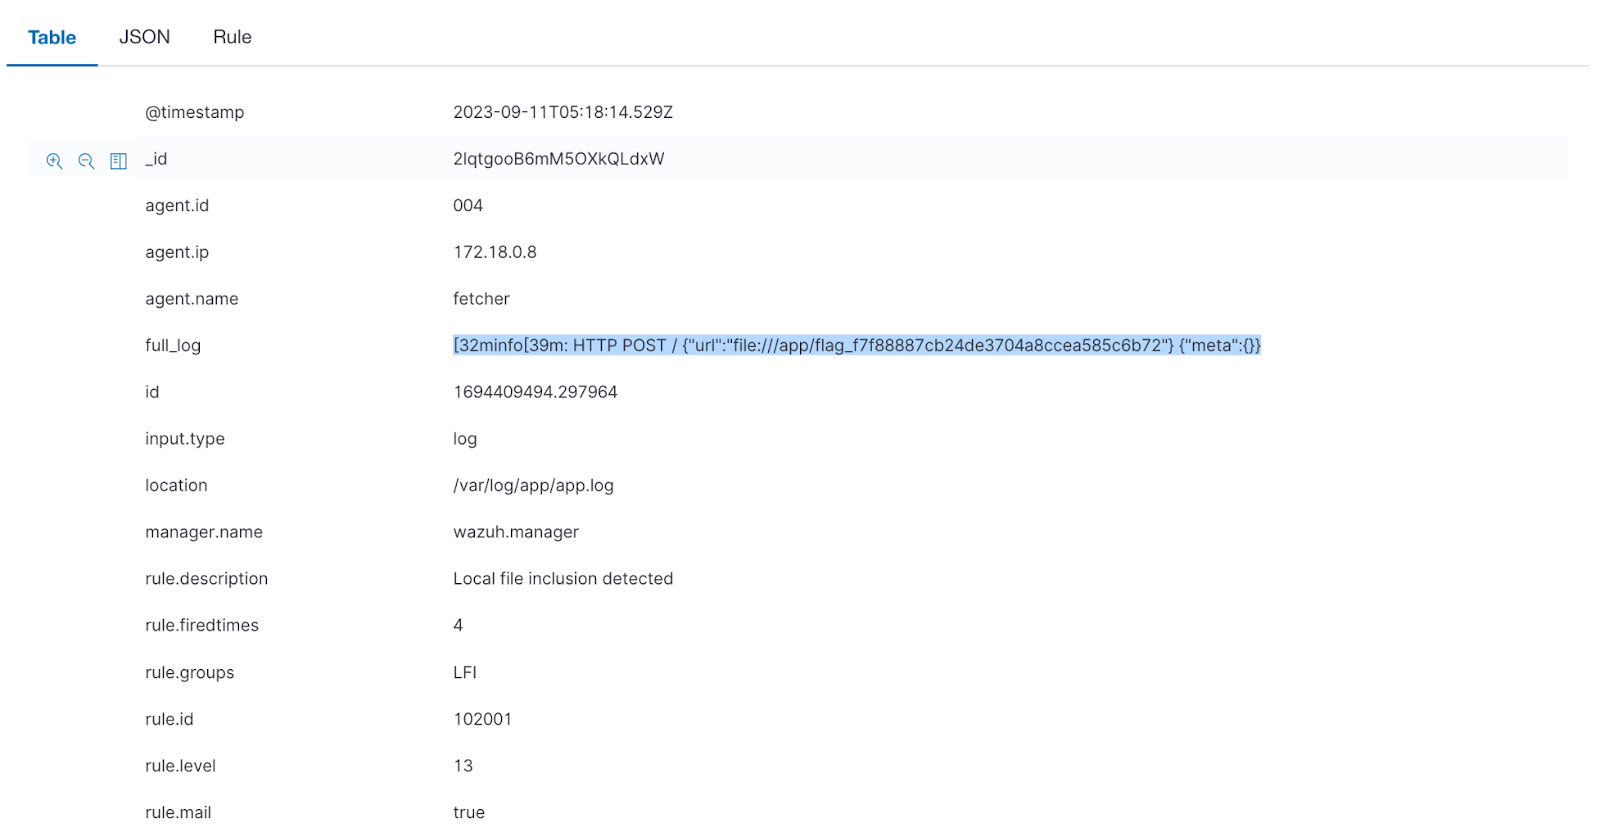 Table JSON Rule
@timestamp 2023-09-11T05:18:14.529Z
_id 2lqtgooB6mM5OXkQLdxW
agent.id 004
agent.ip 172.18.0.8
agent.name fetcher
full_log [32minfo[39m: HTTP POST / {"url":"file:///app/flag_f7f88887cb24de3704a8ccea585c6b72"} {"meta":{}}
id 1694409494.297964
input.type log
location /var/log/app/app.log
manager.name wazuh.manager
rule.description Local file inclusion detected
rule.firedtimes 4
rule.groups LFI
rule.id 102001
rule.level 13
rule.mail true